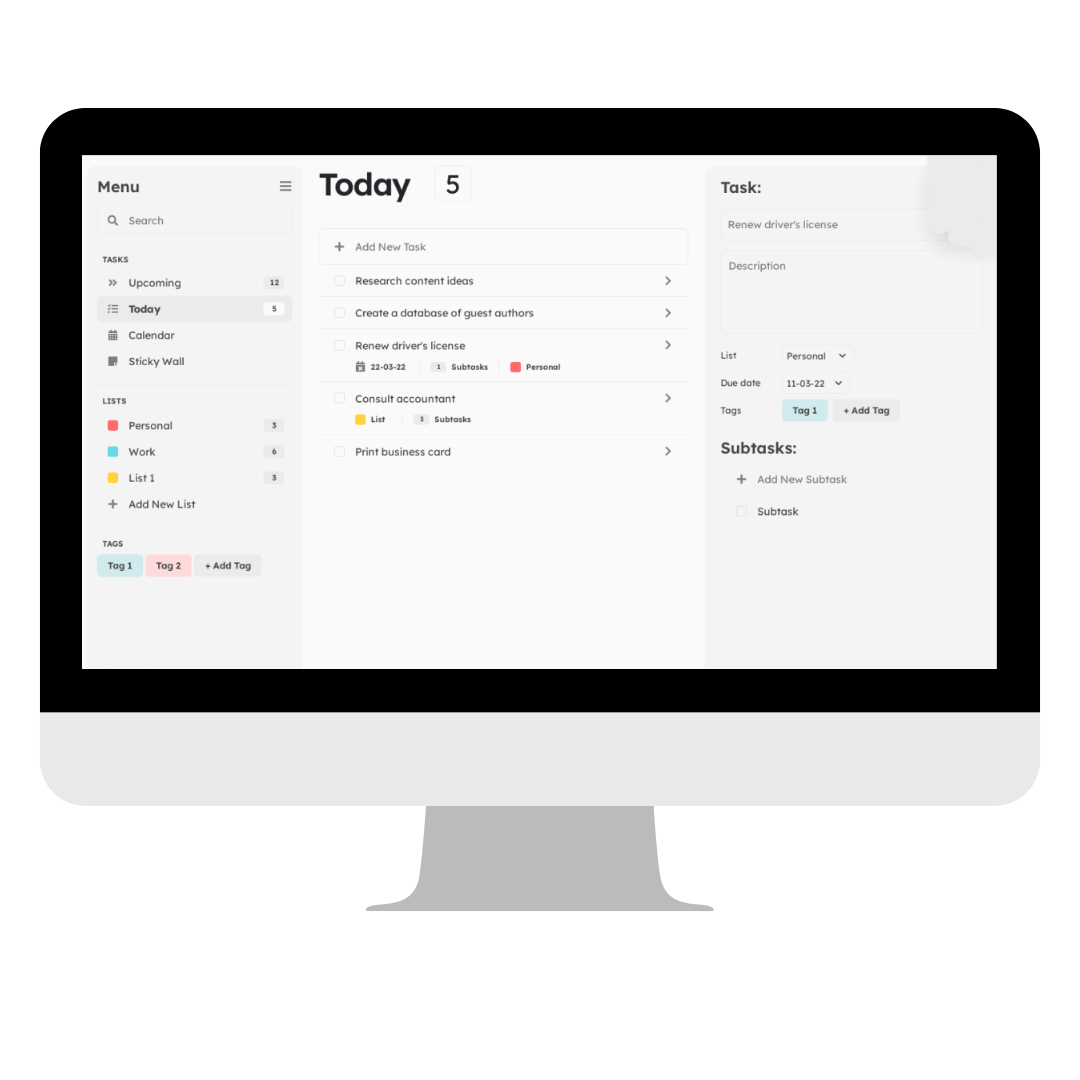 Menu
Search
TASKS
Upcoming 12
Today 5
Calendar
Sticky Wall
LISTS
Personal 3
Work 6
List 1 3
Add New List
TAGS
Tag 1 Tag 2 + Add Tag
Today 5
+ Add New Task
Research content ideas
Create a database of guest authors
Renew driver's license
22-03-22 1 Subtasks Personal
Consult accountant
List 3 Subtasks
Print business card
Task:
Renew driver's license
Description
List Personal
Due date 11-03-22
Tags Tag 1 + Add Tag
Subtasks:
+ Add New Subtask
Subtask